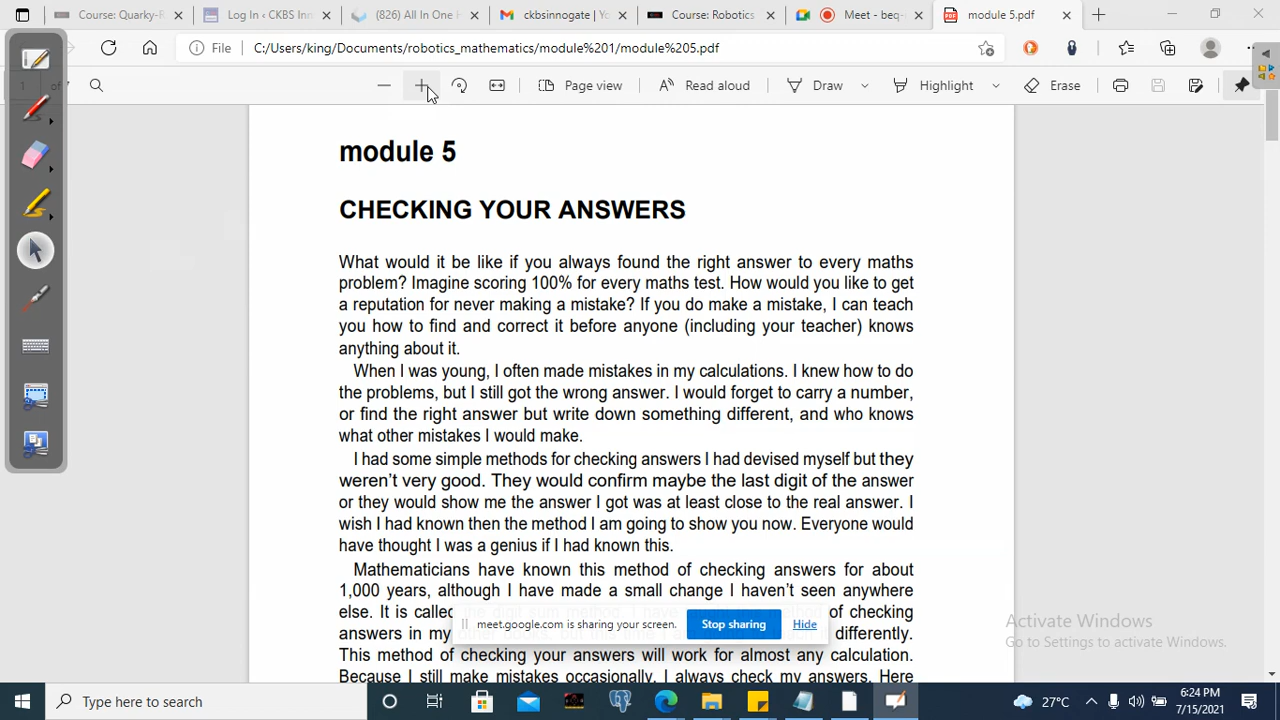 Course: Quarky-R
Log In ‹ CKBS Inn
(826) All In One H
ckbsinnogate | Yo
Course: Robotics
Meet - beq-
module 5.pdf
File
C:/Users/king/Documents/robotics_mathematics/module%201/module%205.pdf
1 of 7
Page view
Read aloud
Draw
Highlight
Erase
module 5
CHECKING YOUR ANSWERS
What would it be like if you always found the right answer to every maths
problem? Imagine scoring 100% for every maths test. How would you like to get
a reputation for never making a mistake? If you do make a mistake, I can teach
you how to find and correct it before anyone (including your teacher) knows
anything about it.
When I was young, I often made mistakes in my calculations. I knew how to do
the problems, but I still got the wrong answer. I would forget to carry a number,
or find the right answer but write down something different, and who knows
what other mistakes I would make.
I had some simple methods for checking answers I had devised myself but they
weren't very good. They would confirm maybe the last digit of the answer
or they would show me the answer I got was at least close to the real answer. I
wish I had known then the method I am going to show you now. Everyone would
have thought I was a genius if I had known this.
Mathematicians have known this method of checking answers for about
1,000 years, although I have made a small change I haven't seen anywhere
else. It is called of checking
answers in my differently.
This method of checking your answers will work for almost any calculation.
Because I still make mistakes occasionally, I always check my answers. Here
meet.google.com is sharing your screen.
Stop sharing
Hide
Activate Windows
Go to Settings to activate Windows.
Type here to search
27°C
6:24 PM
7/15/2021